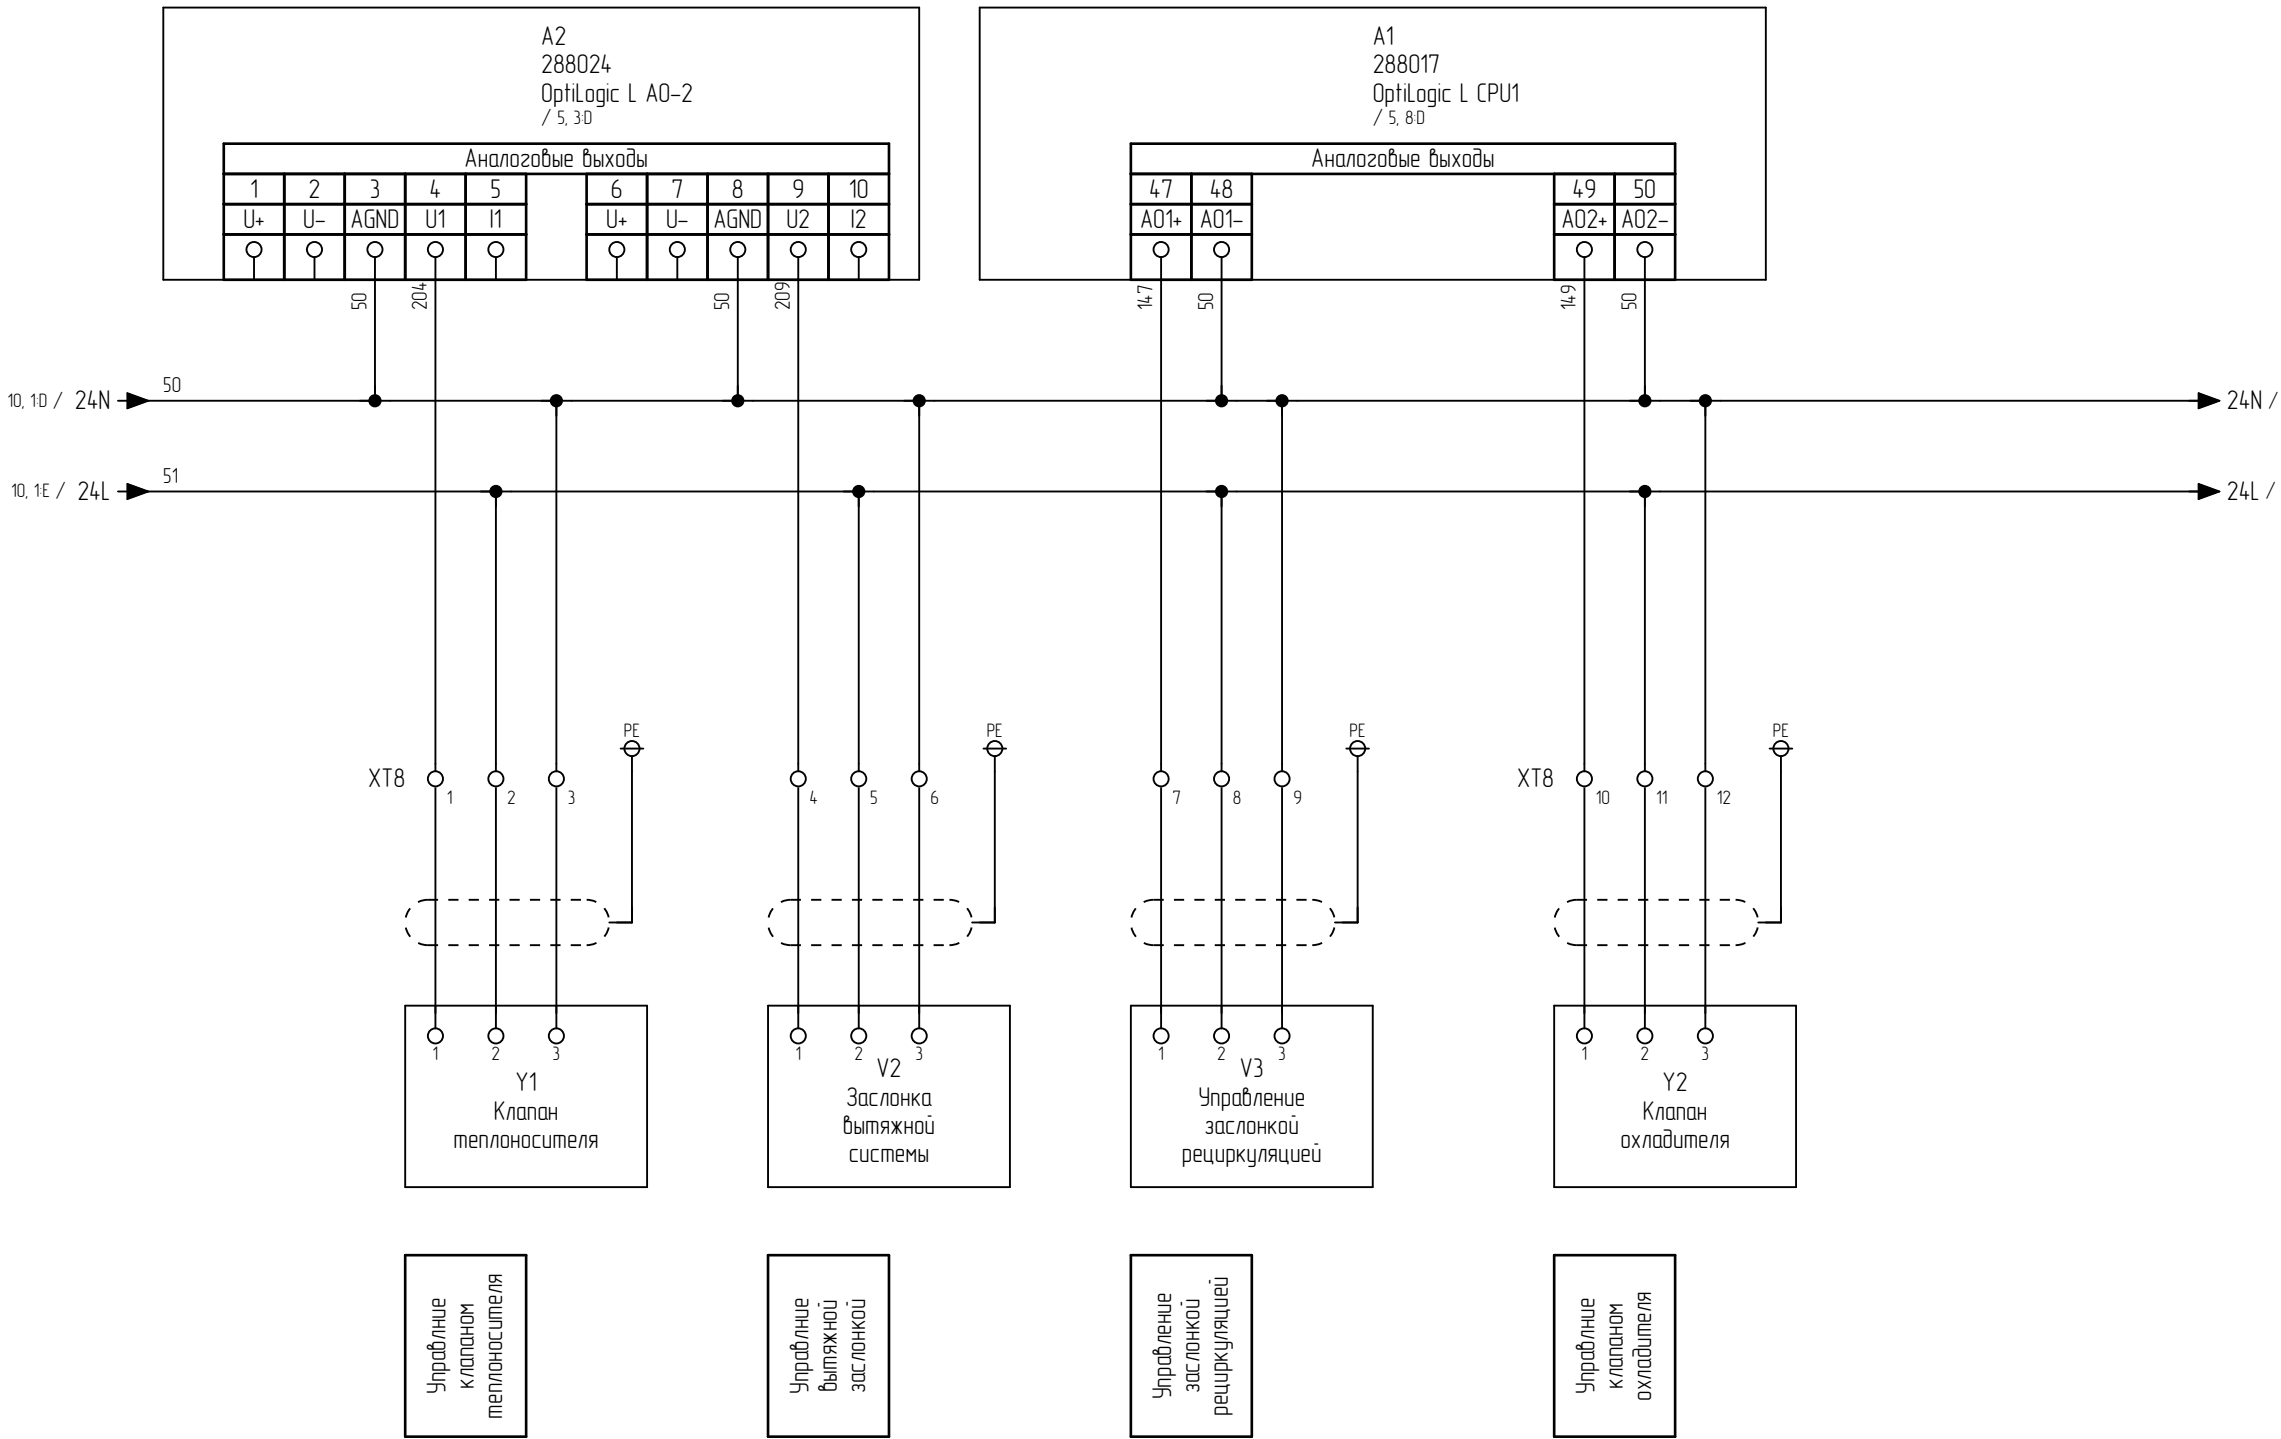 A2
288024
OptiLogic L AO-2
/ 5, 3:D
Аналоговые выходы
1 2 3 4 5 6 7 8 9 10
U+ U- AGND U1 I1 U+ U- AGND U2 I2
50 204 50 209
A1
288017
OptiLogic L CPU1
/ 5, 8:D
Аналоговые выходы
47 48 49 50
AO1+ AO1- AO2+ AO2-
147 50 149 50
10, 1:D / 24N 50 24N /
10, 1:E / 24L 51 24L /
PE PE PE PE
XT8 1 2 3 4 5 6 7 8 9 XT8 10 11 12
1 2 3
Y1
Клапан
теплоносителя
1 2 3
V2
Заслонка
вытяжной
системы
1 2 3
V3
Управление
заслонкой
рециркуляцией
1 2 3
Y2
Клапан
охладителя
Управлние
клапаном
теплоносителя
Управлние
вытяжной
заслонкой
Управление
заслонкой
рециркуляцией
Управлние
клапаном
охладителя